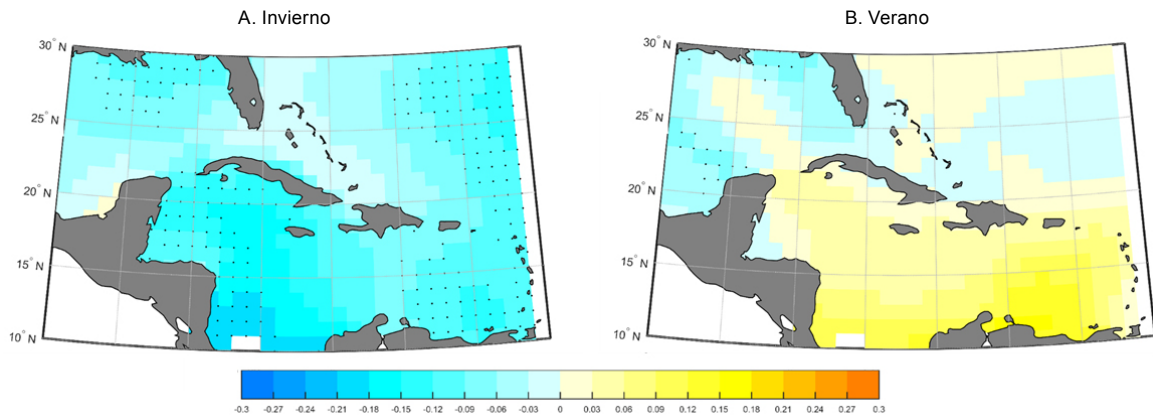 A. Invierno
B. Verano
30° N
25° N
20° N
15° N
10° N
30° N
25° N
20° N
15° N
10° N
-0.3 -0.27 -0.24 -0.21 -0.18 -0.15 -0.12 -0.09 -0.06 -0.03 0 0.03 0.06 0.09 0.12 0.15 0.18 0.21 0.24 0.27 0.3